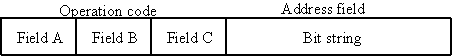 Operation code Address field
Field A Field B Field C Bit string